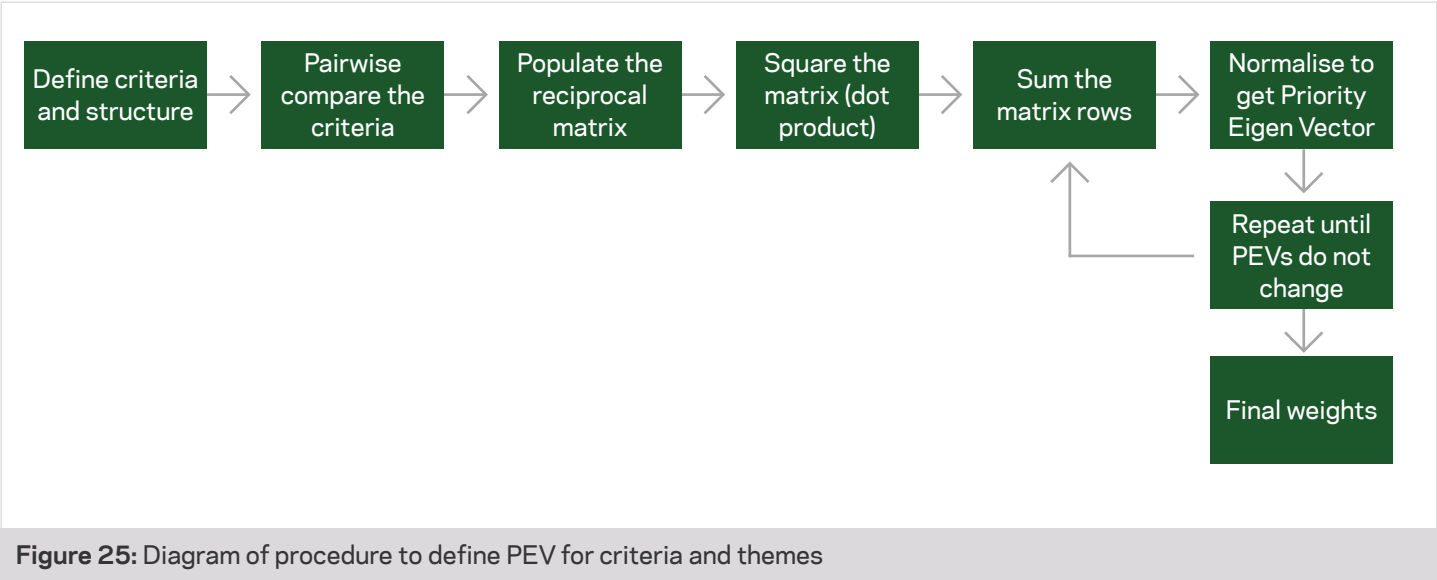 Define criteria
and structure
Pairwise
compare the
criteria
Populate the
reciprocal
matrix
Square the
matrix (dot
product)
Sum the
matrix rows
Normalise to
get Priority
Eigen Vector
Repeat until
PEVs do not
change
Final weights
Figure 25: Diagram of procedure to define PEV for criteria and themes